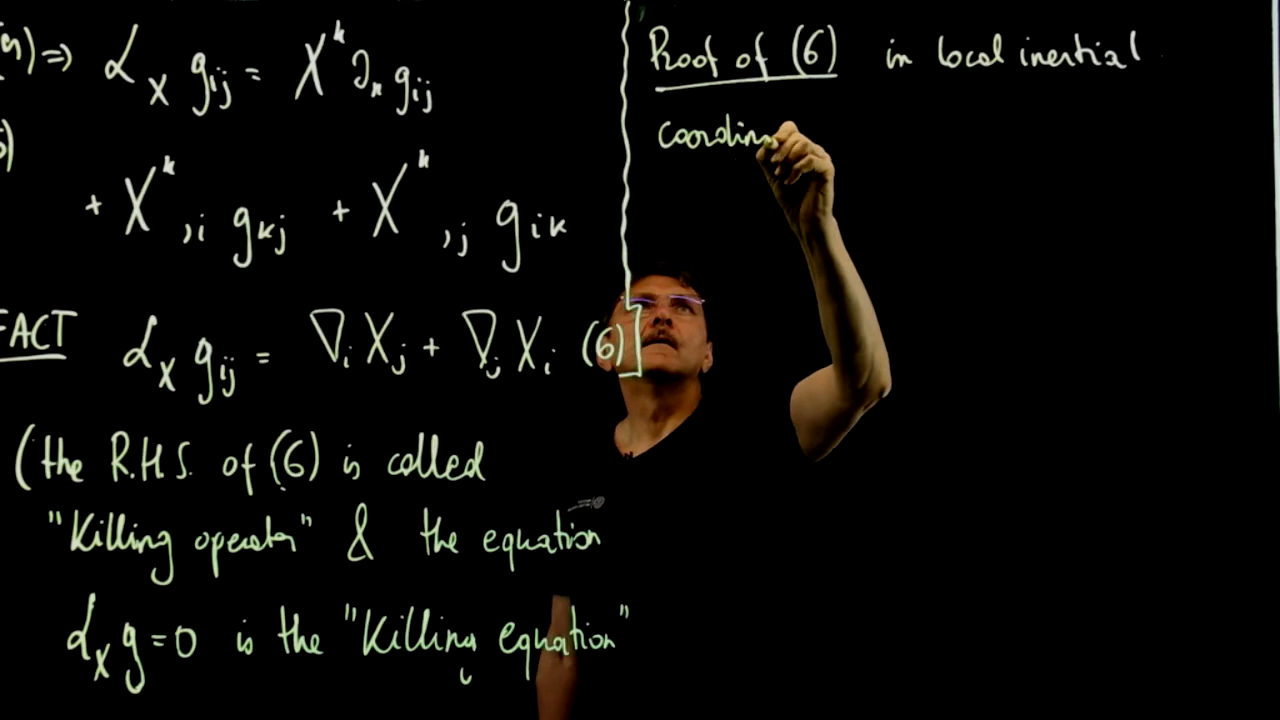 ⇒ ℒ_X g_ij = X^k ∂_k g_ij
+ X^k_,i g_kj + X^k_,j g_ik
FACT ℒ_X g_ij = ∇_i X_j + ∇_j X_i (6)
(the R.H.S. of (6) is called
"Killing operator" & the equation
ℒ_X g = 0 is the "Killing equation"
Proof of (6) in local inertial
coordin